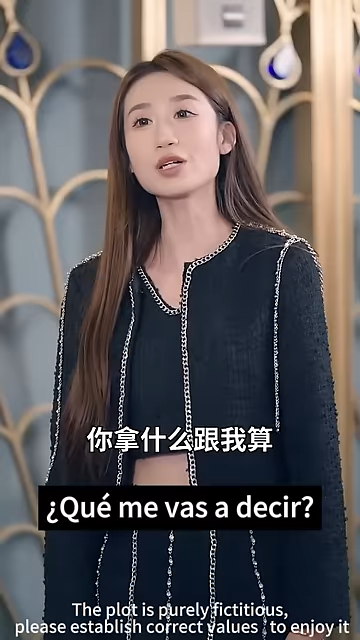 你拿什么跟我算
¿Qué me vas a decir?
The plot is purely fictitious,
please establish correct values , to enjoy it